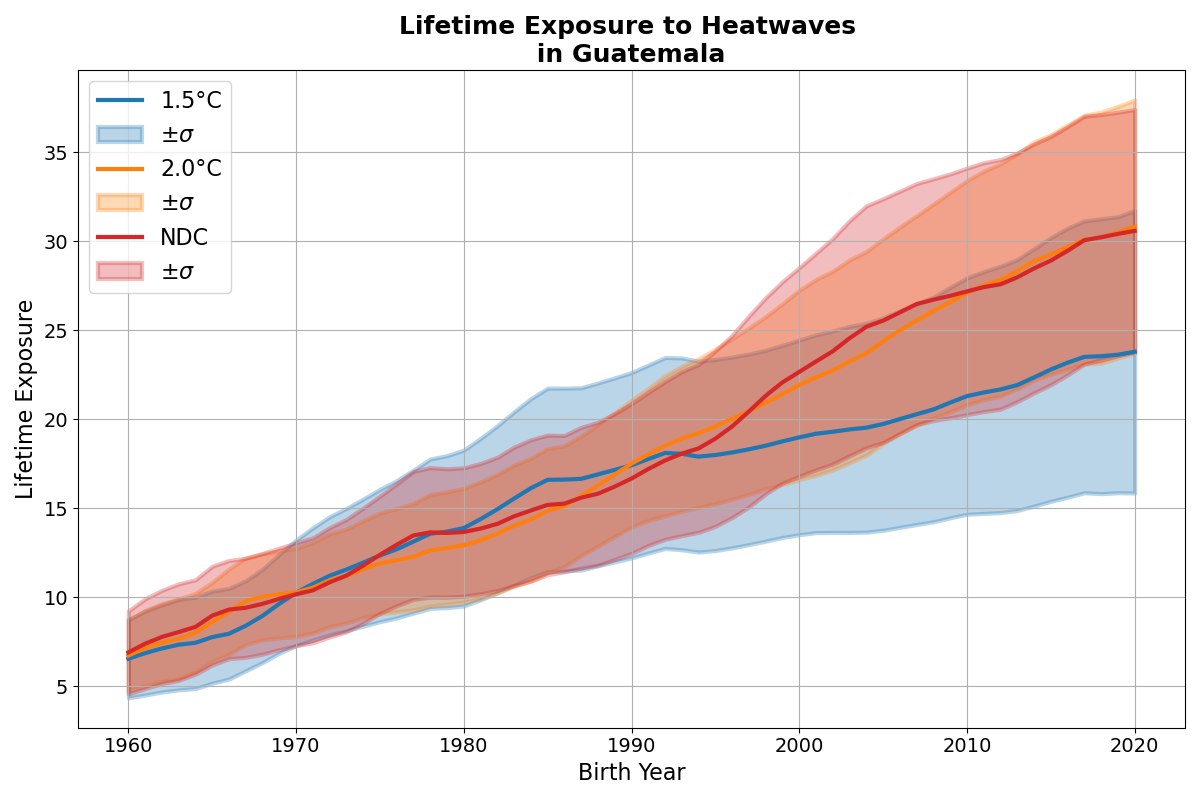 Lifetime Exposure to Heatwaves
in Guatemala
1.5°C
±σ
2.0°C
±σ
NDC
±σ
Lifetime Exposure
35
30
25
20
15
10
5
1960 1970 1980 1990 2000 2010 2020
Birth Year